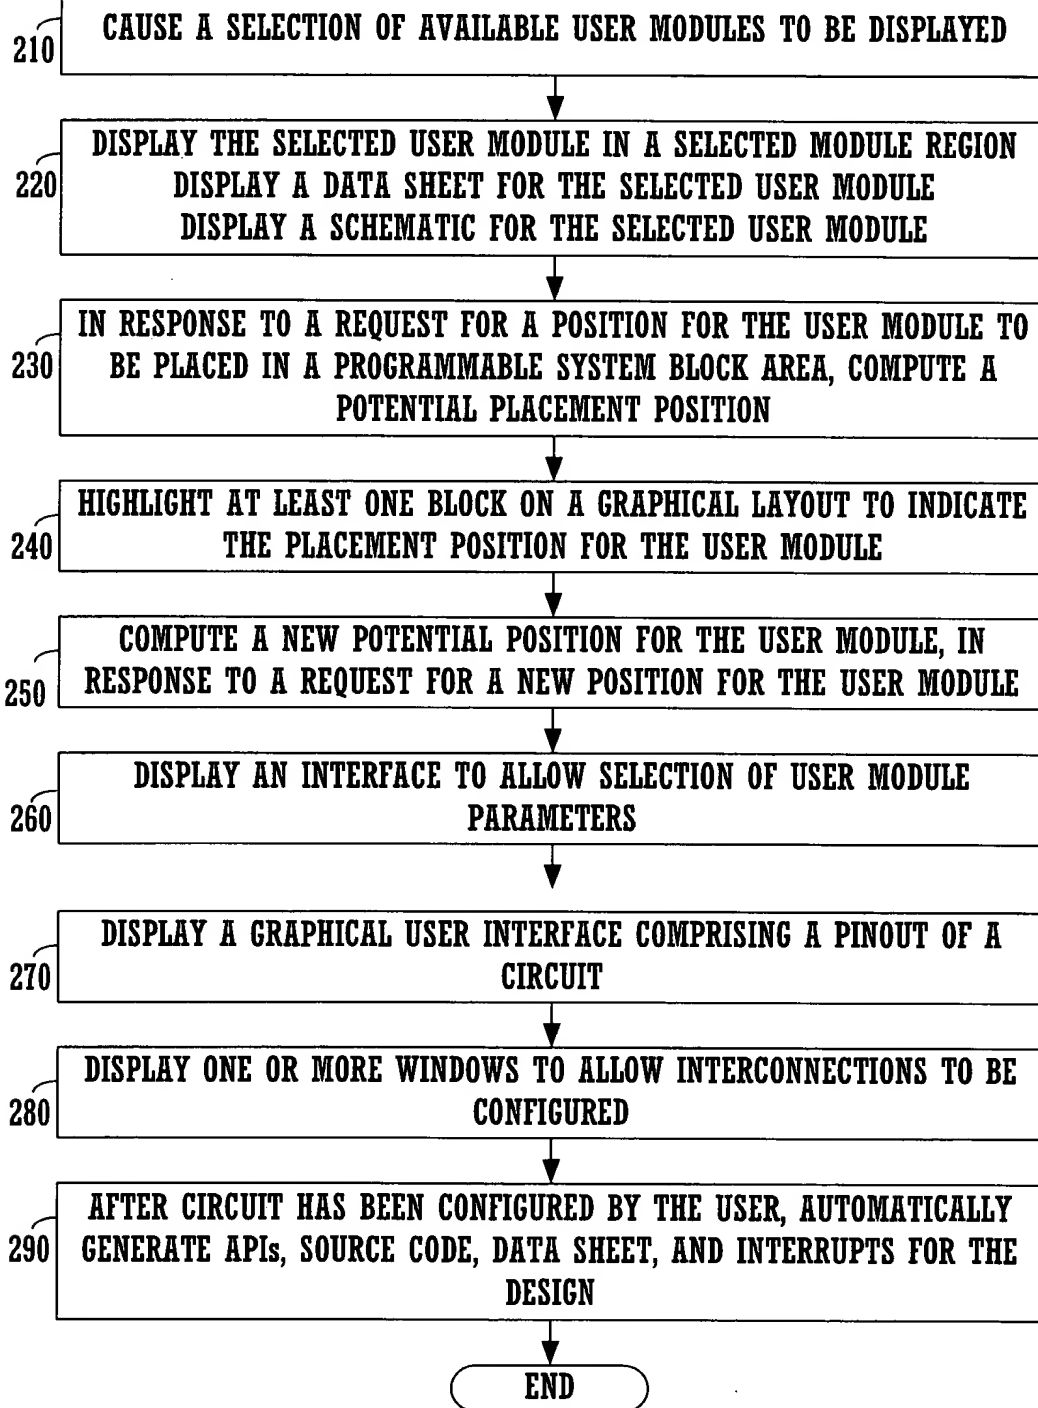 210
CAUSE A SELECTION OF AVAILABLE USER MODULES TO BE DISPLAYED
220
DISPLAY THE SELECTED USER MODULE IN A SELECTED MODULE REGION
DISPLAY A DATA SHEET FOR THE SELECTED USER MODULE
DISPLAY A SCHEMATIC FOR THE SELECTED USER MODULE
230
IN RESPONSE TO A REQUEST FOR A POSITION FOR THE USER MODULE TO
BE PLACED IN A PROGRAMMABLE SYSTEM BLOCK AREA, COMPUTE A
POTENTIAL PLACEMENT POSITION
240
HIGHLIGHT AT LEAST ONE BLOCK ON A GRAPHICAL LAYOUT TO INDICATE
THE PLACEMENT POSITION FOR THE USER MODULE
250
COMPUTE A NEW POTENTIAL POSITION FOR THE USER MODULE, IN
RESPONSE TO A REQUEST FOR A NEW POSITION FOR THE USER MODULE
260
DISPLAY AN INTERFACE TO ALLOW SELECTION OF USER MODULE
PARAMETERS
270
DISPLAY A GRAPHICAL USER INTERFACE COMPRISING A PINOUT OF A
CIRCUIT
280
DISPLAY ONE OR MORE WINDOWS TO ALLOW INTERCONNECTIONS TO BE
CONFIGURED
290
AFTER CIRCUIT HAS BEEN CONFIGURED BY THE USER, AUTOMATICALLY
GENERATE APIs, SOURCE CODE, DATA SHEET, AND INTERRUPTS FOR THE
DESIGN
END